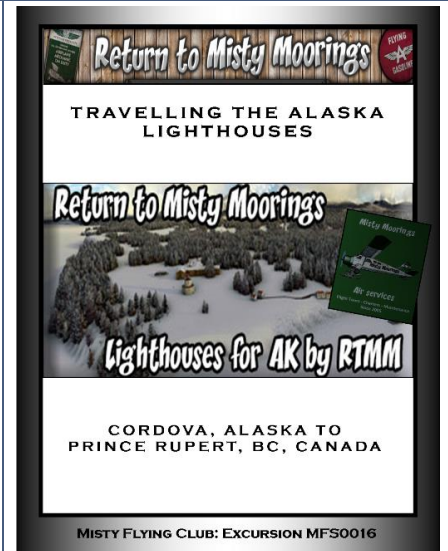 Return to Misty Moorings
FLYING
GASOLINE
TRAVELLING THE ALASKA
LIGHTHOUSES
Return to Misty Moorings
Misty Moorings
Air services
Lighthouses for AK by RTMM
CORDOVA, ALASKA TO
PRINCE RUPERT, BC, CANADA
MISTY FLYING CLUB: EXCURSION MFS0016